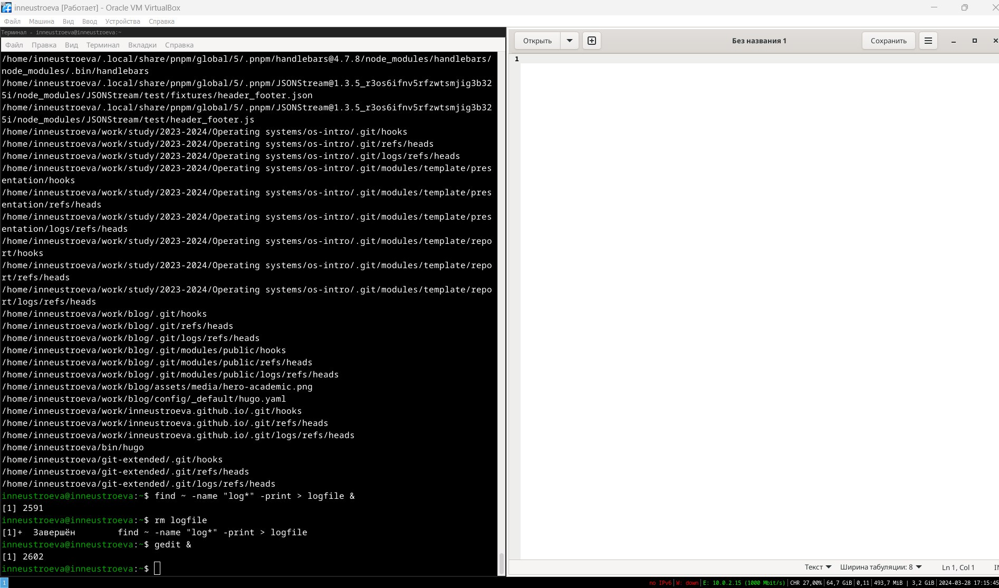 inneustroeva [Работает] - Oracle VM VirtualBox
Файл Машина Вид Ввод Устройства Справка
Терминал - inneustroeva@inneustroeva:~
Файл Правка Вид Терминал Вкладки Справка
/home/inneustroeva/.local/share/pnpm/global/5/.pnpm/handlebars@4.7.8/node_modules/handlebars/
node_modules/.bin/handlebars
/home/inneustroeva/.local/share/pnpm/global/5/.pnpm/JSONStream@1.3.5_r3os6ifnv5rfzwtsmjig3b32
5i/node_modules/JSONStream/test/fixtures/header_footer.json
/home/inneustroeva/.local/share/pnpm/global/5/.pnpm/JSONStream@1.3.5_r3os6ifnv5rfzwtsmjig3b32
5i/node_modules/JSONStream/test/header_footer.js
/home/inneustroeva/work/study/2023-2024/Operating systems/os-intro/.git/hooks
/home/inneustroeva/work/study/2023-2024/Operating systems/os-intro/.git/refs/heads
/home/inneustroeva/work/study/2023-2024/Operating systems/os-intro/.git/logs/refs/heads
/home/inneustroeva/work/study/2023-2024/Operating systems/os-intro/.git/modules/template/pres
entation/hooks
/home/inneustroeva/work/study/2023-2024/Operating systems/os-intro/.git/modules/template/pres
entation/refs/heads
/home/inneustroeva/work/study/2023-2024/Operating systems/os-intro/.git/modules/template/pres
entation/logs/refs/heads
/home/inneustroeva/work/study/2023-2024/Operating systems/os-intro/.git/modules/template/repo
rt/hooks
/home/inneustroeva/work/study/2023-2024/Operating systems/os-intro/.git/modules/template/repo
rt/refs/heads
/home/inneustroeva/work/study/2023-2024/Operating systems/os-intro/.git/modules/template/repo
rt/logs/refs/heads
/home/inneustroeva/work/blog/.git/hooks
/home/inneustroeva/work/blog/.git/refs/heads
/home/inneustroeva/work/blog/.git/logs/refs/heads
/home/inneustroeva/work/blog/.git/modules/public/hooks
/home/inneustroeva/work/blog/.git/modules/public/refs/heads
/home/inneustroeva/work/blog/.git/modules/public/logs/refs/heads
/home/inneustroeva/work/blog/assets/media/hero-academic.png
/home/inneustroeva/work/blog/config/_default/hugo.yaml
/home/inneustroeva/work/inneustroeva.github.io/.git/hooks
/home/inneustroeva/work/inneustroeva.github.io/.git/refs/heads
/home/inneustroeva/work/inneustroeva.github.io/.git/logs/refs/heads
/home/inneustroeva/bin/hugo
/home/inneustroeva/git-extended/.git/hooks
/home/inneustroeva/git-extended/.git/refs/heads
/home/inneustroeva/git-extended/.git/logs/refs/heads
inneustroeva@inneustroeva:~$ find ~ -name "log*" -print > logfile &
[1] 2591
inneustroeva@inneustroeva:~$ rm logfile
[1]+  Завершён        find ~ -name "log*" -print > logfile
inneustroeva@inneustroeva:~$ gedit &
[1] 2602
inneustroeva@inneustroeva:~$
Открыть Без названия 1 Сохранить
1
Текст Ширина табуляции: 8 Ln 1, Col 1
1 no IPv6|W: down|E: 10.0.2.15 (1000 Mbit/s)|CHR 27,00%|64,7 GiB|0,11|493,7 MiB | 3,2 GiB|2024-03-28 17:15:45